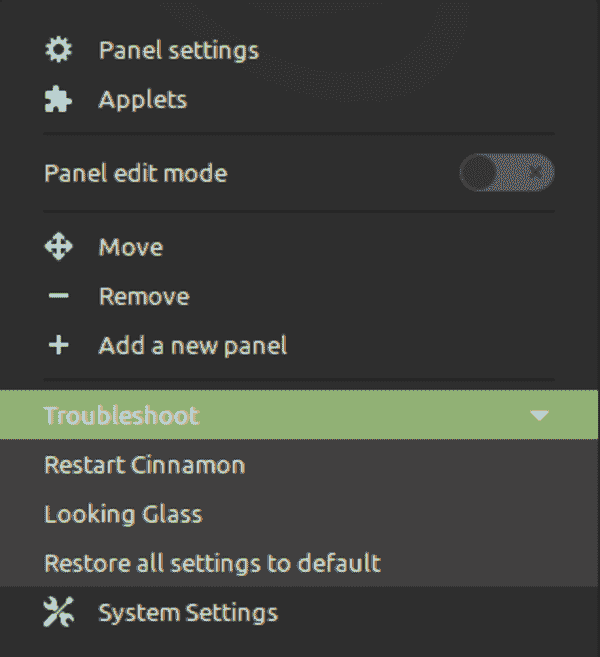 Panel settings
Applets
Panel edit mode
Move
Remove
Add a new panel
Troubleshoot
Restart Cinnamon
Looking Glass
Restore all settings to default
System Settings